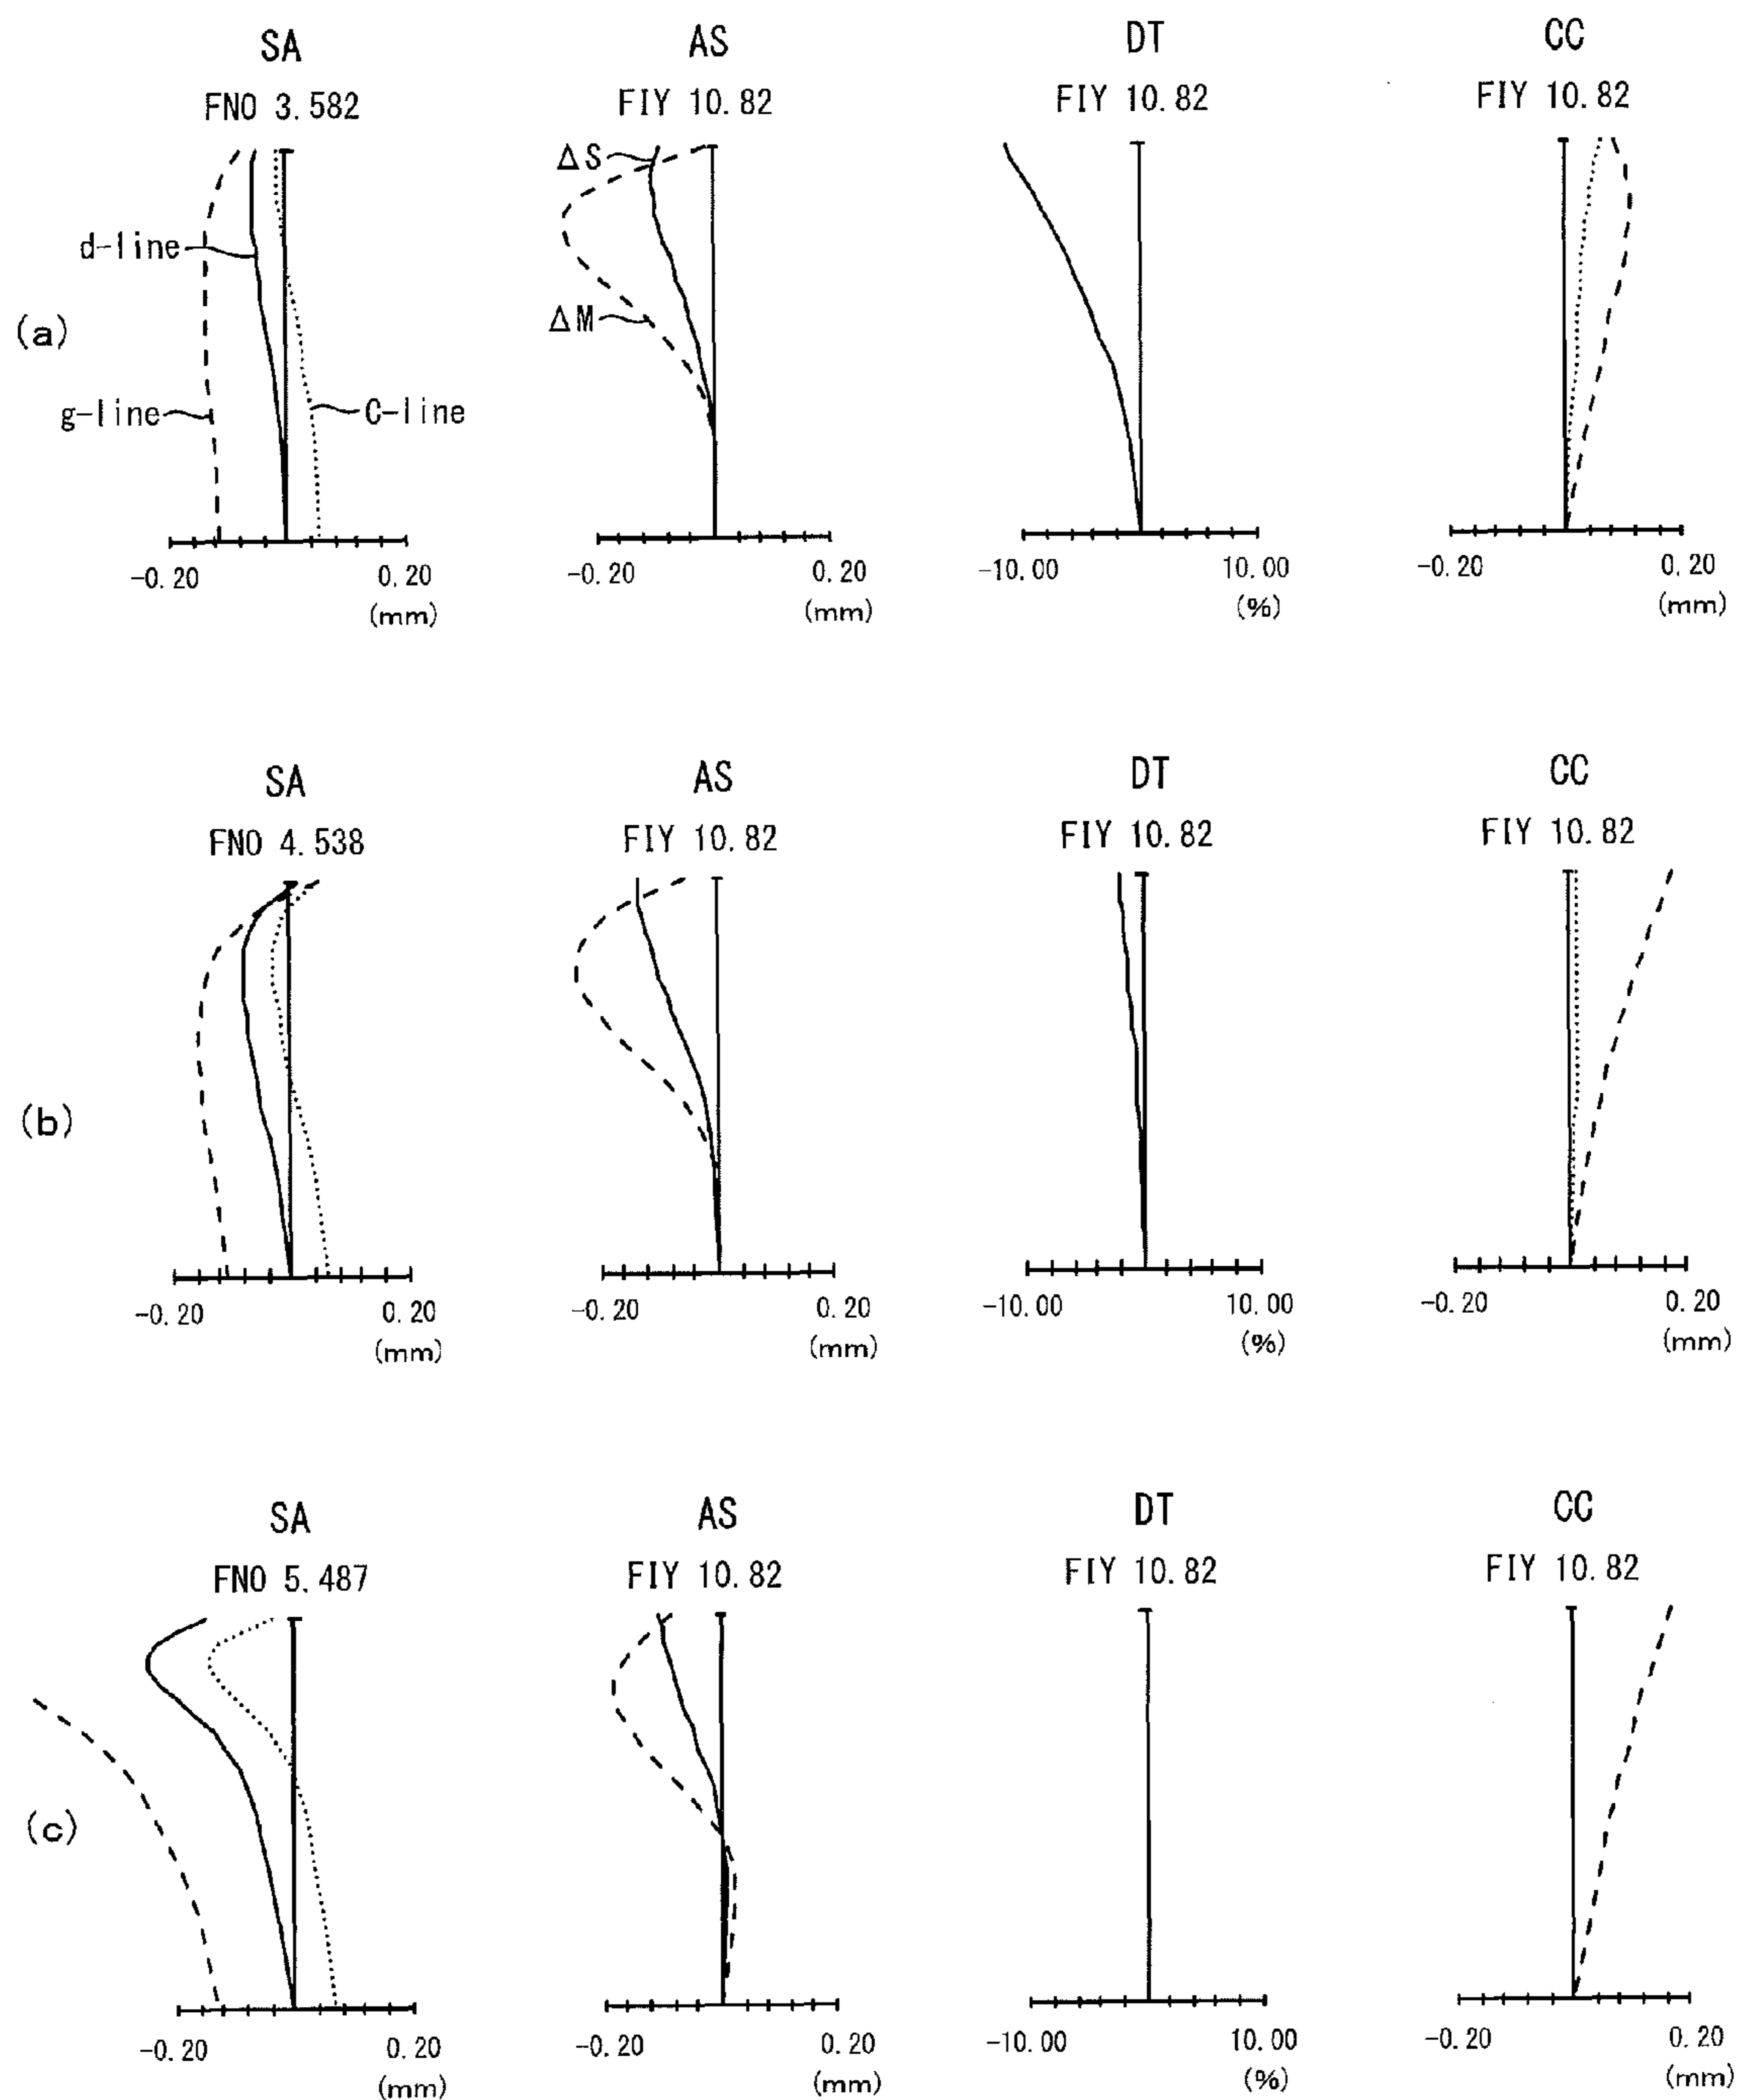 SA AS DT CC
FNO 3.582 FIY 10.82 FIY 10.82 FIY 10.82
ΔS
d-line
ΔM
(a)
g-line C-line
-0.20 0.20 -0.20 0.20 -10.00 10.00 -0.20 0.20
(mm) (mm) (%) (mm)
SA AS DT CC
FNO 4.538 FIY 10.82 FIY 10.82 FIY 10.82
(b)
-0.20 0.20 -0.20 0.20 -10.00 10.00 -0.20 0.20
(mm) (mm) (%) (mm)
SA AS DT CC
FNO 5.487 FIY 10.82 FIY 10.82 FIY 10.82
(c)
-0.20 0.20 -0.20 0.20 -10.00 10.00 -0.20 0.20
(mm) (mm) (%) (mm)